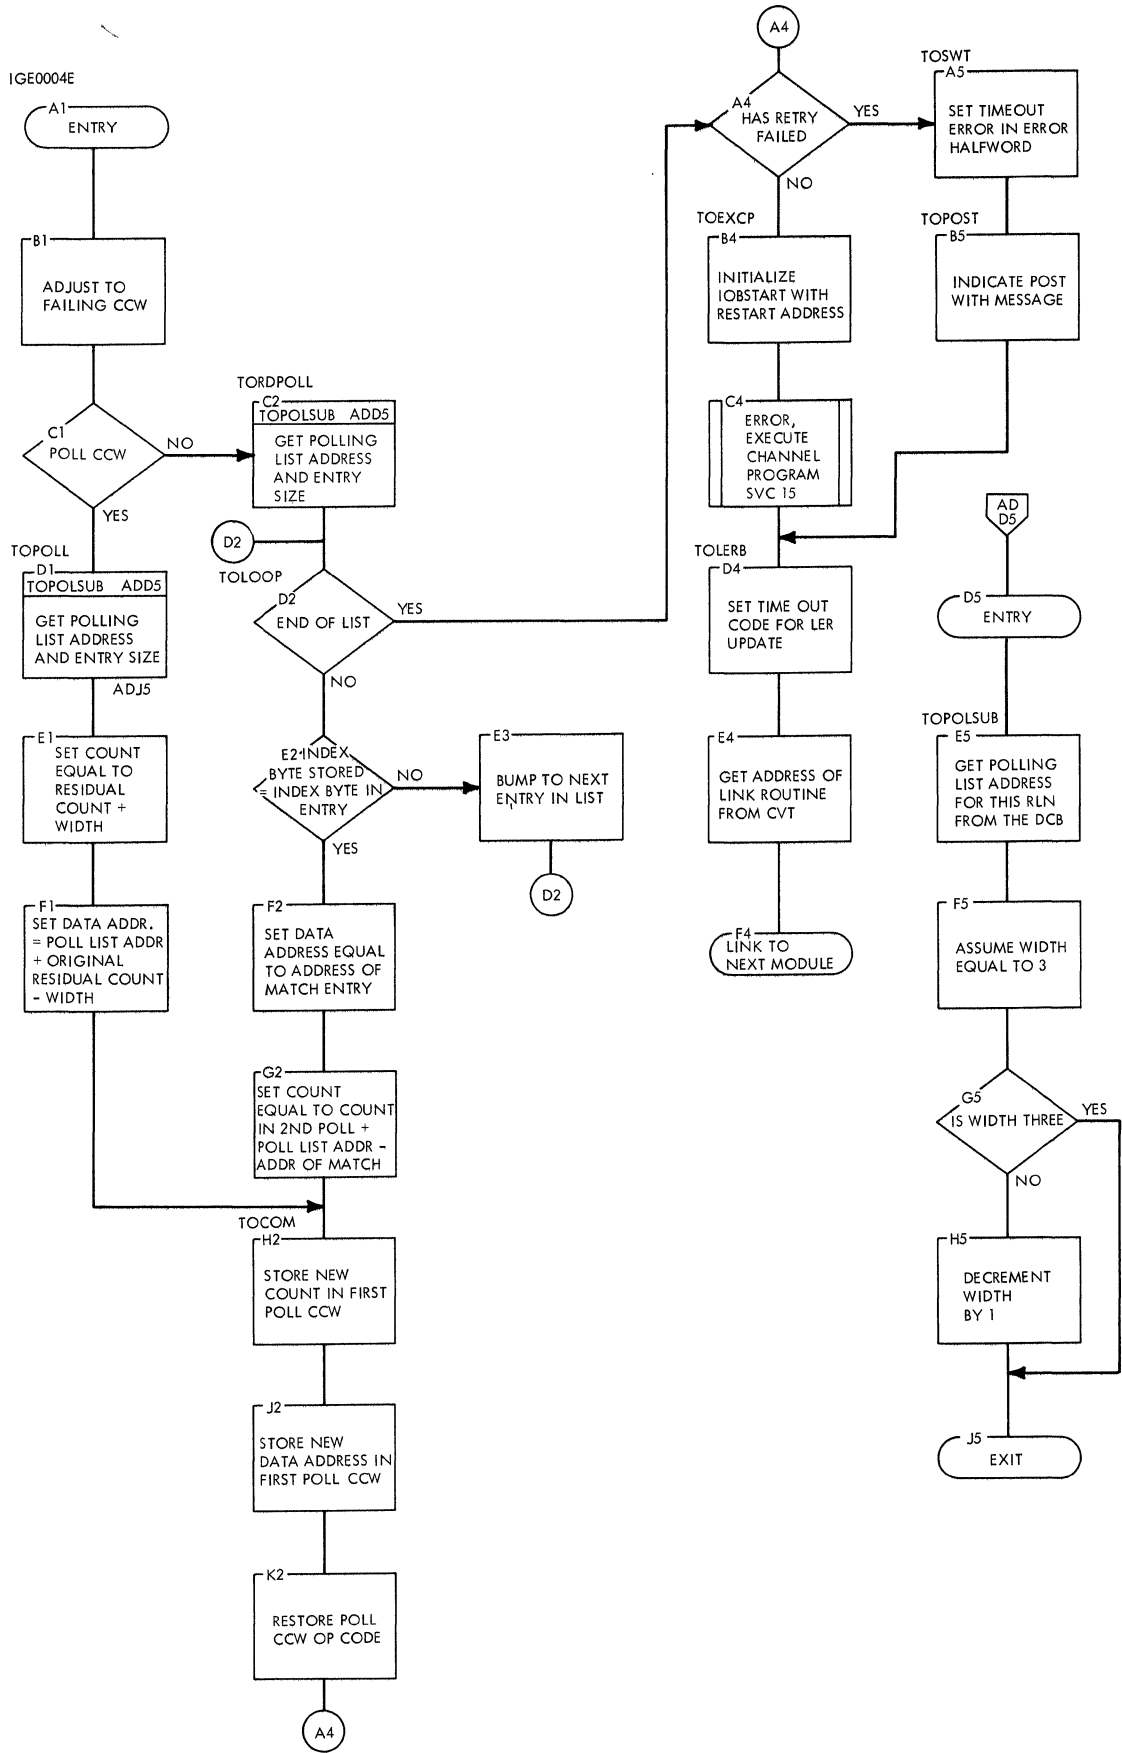 IGE0004E
A1
ENTRY
B1
ADJUST TO
FAILING CCW
C1
POLL CCW
NO
YES
TOPOLL
D1
TOPOLSUB ADD5
GET POLLING
LIST ADDRESS
AND ENTRY SIZE
ADJ5
E1
SET COUNT
EQUAL TO
RESIDUAL
COUNT +
WIDTH
F1
SET DATA ADDR.
= POLL LIST ADDR
+ ORIGINAL
RESIDUAL COUNT
- WIDTH
TORDPOLL
C2
TOPOLSUB ADD5
GET POLLING
LIST ADDRESS
AND ENTRY
SIZE
D2
TOLOOP
D2
END OF LIST
YES
NO
E2 INDEX
BYTE STORED
= INDEX BYTE IN
ENTRY
NO
YES
E3
BUMP TO NEXT
ENTRY IN LIST
D2
F2
SET DATA
ADDRESS EQUAL
TO ADDRESS OF
MATCH ENTRY
G2
SET COUNT
EQUAL TO COUNT
IN 2ND POLL +
POLL LIST ADDR -
ADDR OF MATCH
TOCOM
H2
STORE NEW
COUNT IN FIRST
POLL CCW
J2
STORE NEW
DATA ADDRESS IN
FIRST POLL CCW
K2
RESTORE POLL
CCW OP CODE
A4
A4
A4
HAS RETRY
FAILED
YES
NO
TOEXCP
B4
INITIALIZE
IOBSTART WITH
RESTART ADDRESS
C4
ERROR,
EXECUTE
CHANNEL
PROGRAM
SVC 15
TOLERB
D4
SET TIME OUT
CODE FOR LER
UPDATE
E4
GET ADDRESS OF
LINK ROUTINE
FROM CVT
F4
LINK TO
NEXT MODULE
TOSWT
A5
SET TIMEOUT
ERROR IN ERROR
HALFWORD
TOPOST
B5
INDICATE POST
WITH MESSAGE
AD
D5
D5
ENTRY
TOPOLSUB
E5
GET POLLING
LIST ADDRESS
FOR THIS RLN
FROM THE DCB
F5
ASSUME WIDTH
EQUAL TO 3
G5
IS WIDTH THREE
YES
NO
H5
DECREMENT
WIDTH
BY 1
J5
EXIT